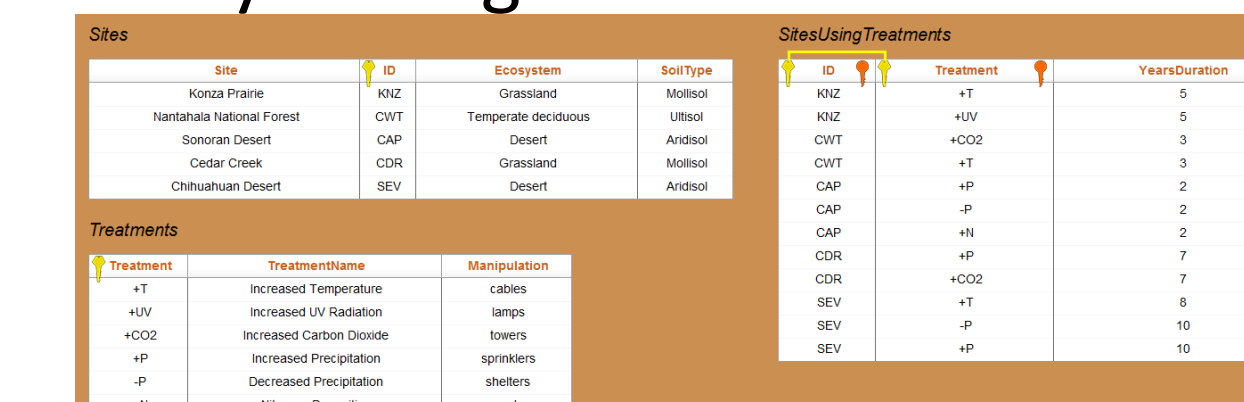 Sites
Site ID Ecosystem SoilType
Konza Prairie KNZ Grassland Mollisol
Nantahala National Forest CWT Temperate deciduous Ultisol
Sonoran Desert CAP Desert Aridisol
Cedar Creek CDR Grassland Mollisol
Chihuahuan Desert SEV Desert Aridisol
Treatments
Treatment TreatmentName Manipulation
+T Increased Temperature cables
+UV Increased UV Radiation lamps
+CO2 Increased Carbon Dioxide towers
+P Increased Precipitation sprinklers
-P Decreased Precipitation shelters
SitesUsingTreatments
ID Treatment YearsDuration
KNZ +T 5
KNZ +UV 5
CWT +CO2 3
CWT +T 3
CAP +P 2
CAP -P 2
CAP +N 2
CDR +P 7
CDR +CO2 7
SEV +T 8
SEV -P 10
SEV +P 10